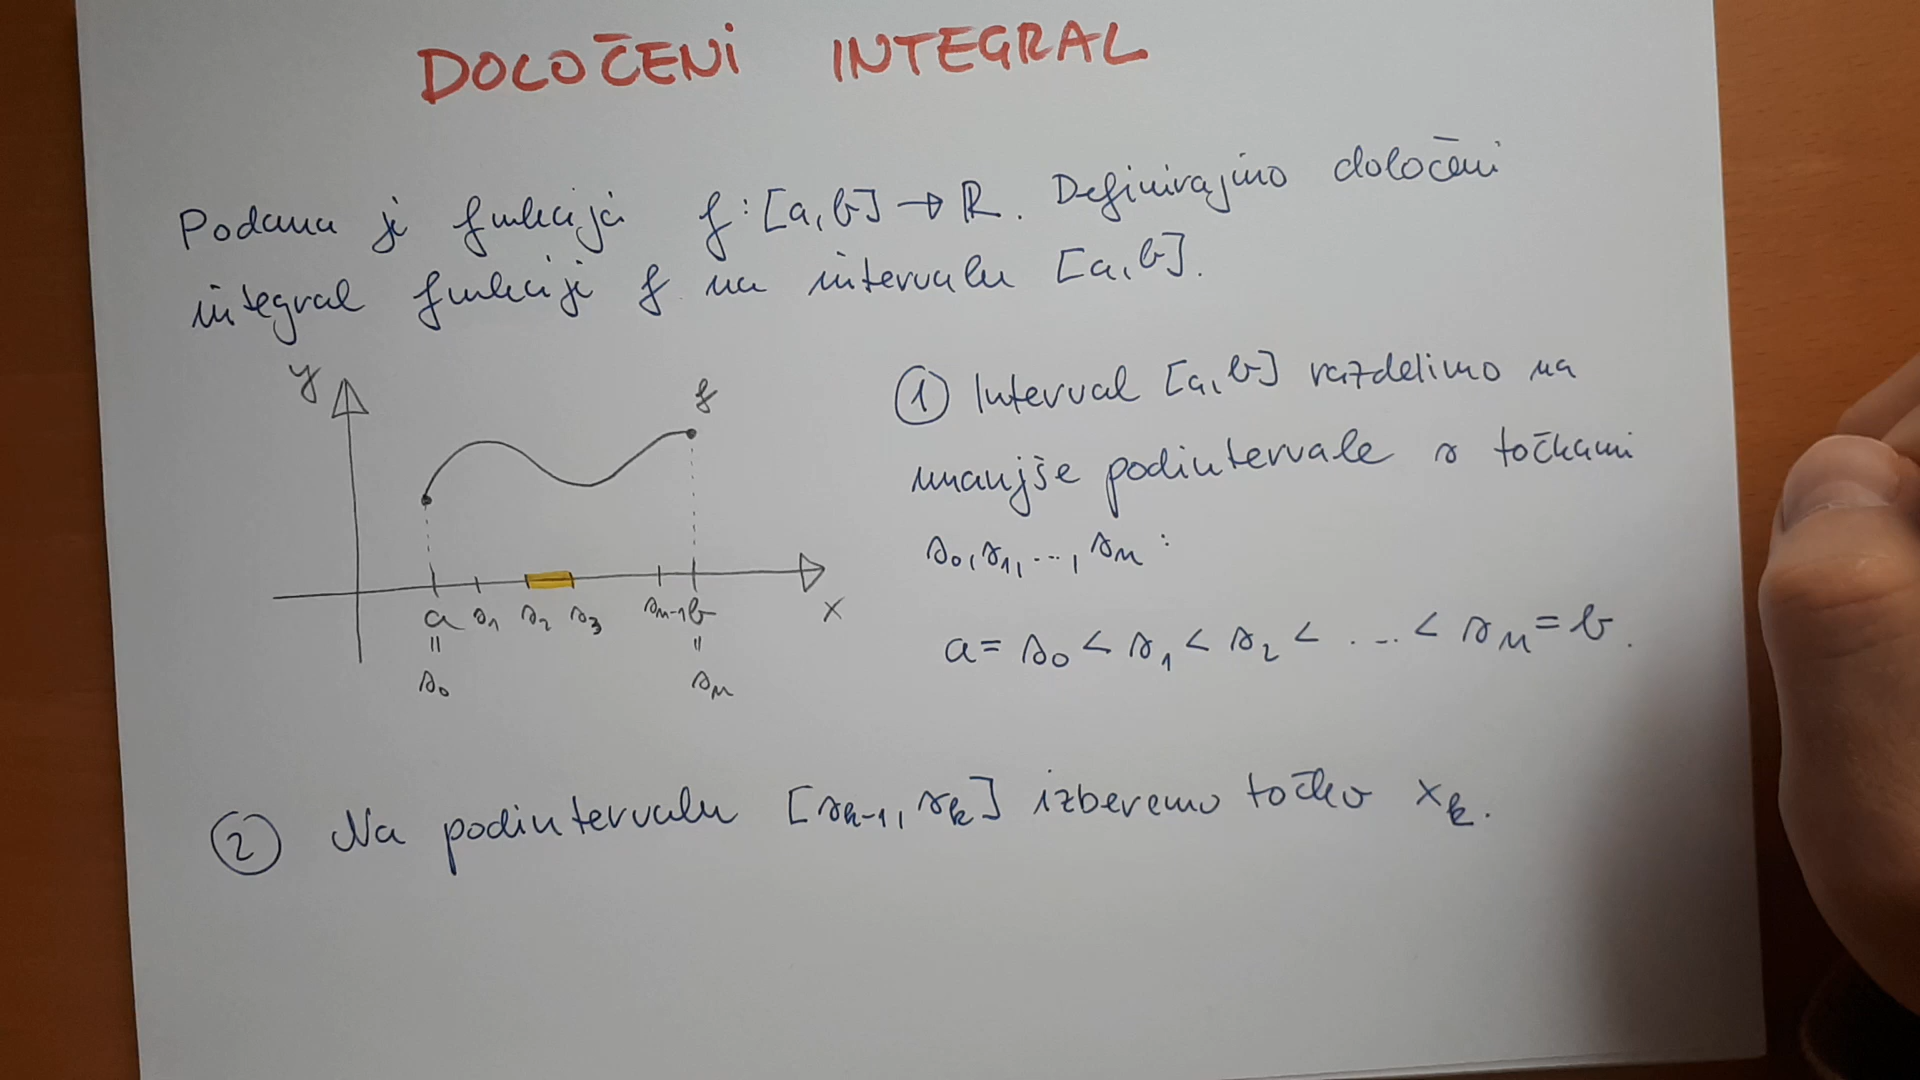 DOLOČENI INTEGRAL
Podana je funkcija f: [a,b] → ℝ. Definirajmo določeni
integral funkcije f na intervalu [a,b].
y
f
a s₁ s₂ s₃ sₙ₋₁ b
x
= =
s₀ sₙ
① Interval [a,b] razdelimo na
manjše podintervale s točkami
s₀, s₁, ..., sₙ :
a = s₀ < s₁ < s₂ < ... < sₙ = b.
② Na podintervalu [sₖ₋₁, sₖ] izberemo točko xₖ.